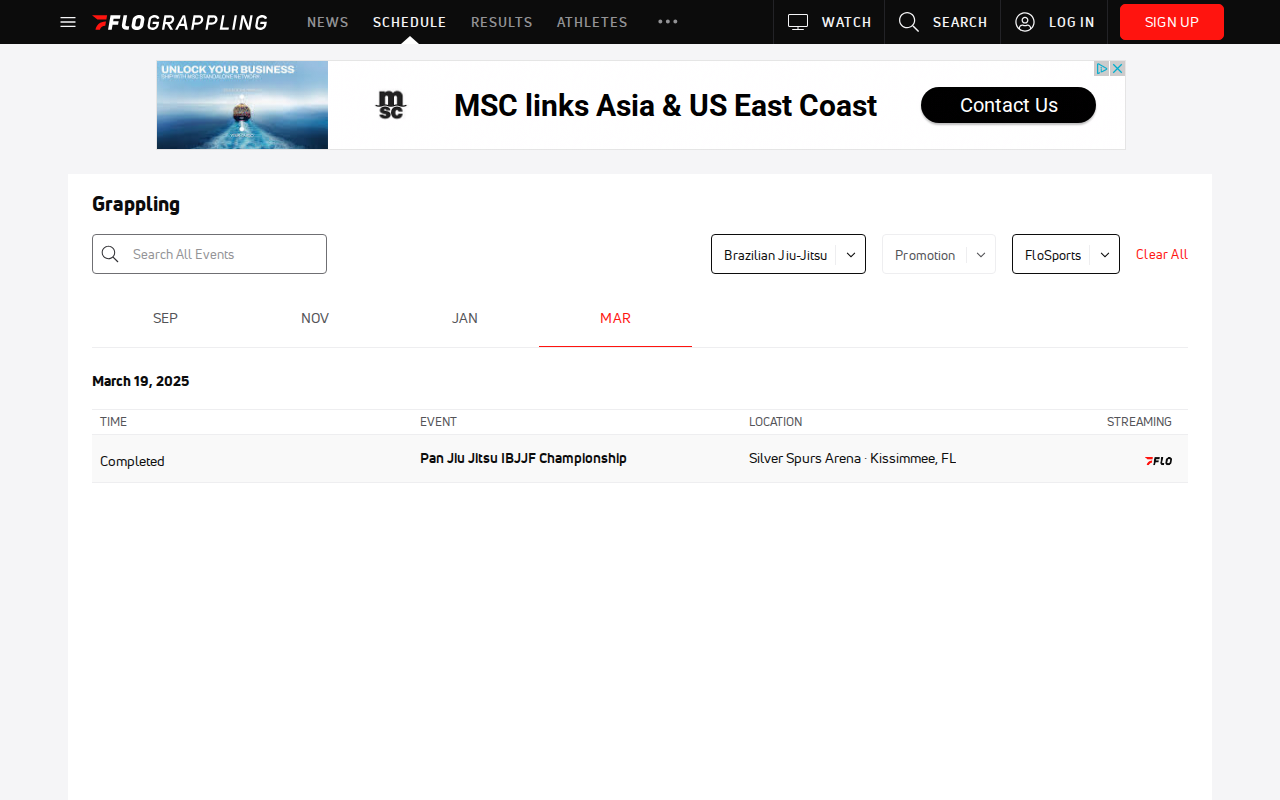 FLOGRAPPLING
NEWS
SCHEDULE
RESULTS
ATHLETES
WATCH
SEARCH
LOG IN
SIGN UP
UNLOCK YOUR BUSINESS
SHIP WITH MSC STANDALONE NETWORK
msc
MSC links Asia & US East Coast
Contact Us
Grappling
Search All Events
Brazilian Jiu-Jitsu
Promotion
FloSports
Clear All
SEP
NOV
JAN
MAR
March 19, 2025
TIME
EVENT
LOCATION
STREAMING
Completed
Pan Jiu Jitsu IBJJF Championship
Silver Spurs Arena · Kissimmee, FL
FLO